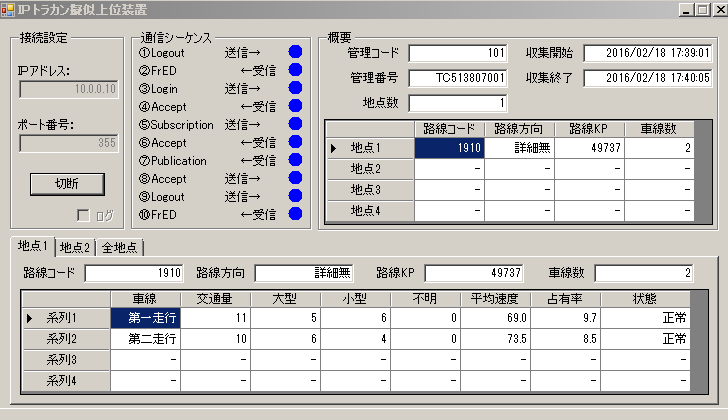 IPトラカン擬似上位装置
接続設定
IPアドレス:
10.0.0.10
ポート番号:
355
切断
ログ
通信シーケンス
①Logout 送信→
②FrED ←受信
③Login 送信→
④Accept ←受信
⑤Subscription 送信→
⑥Accept ←受信
⑦Publication ←受信
⑧Accept 送信→
⑨Logout 送信→
⑩FrED ←受信
概要
管理コード 101 収集開始 2016/02/18 17:39:01
管理番号 TC513807001 収集終了 2016/02/18 17:40:05
地点数 1
路線コード 路線方向 路線KP 車線数
地点1 1910 詳細無 49737 2
地点2 - - - -
地点3 - - - -
地点4 - - - -
地点1 地点2 全地点
路線コード 1910 路線方向 詳細無 路線KP 49737 車線数 2
車線 交通量 大型 小型 不明 平均速度 占有率 状態
系列1 第一走行 11 5 6 0 69.0 9.7 正常
系列2 第二走行 10 6 4 0 73.5 8.5 正常
系列3 - - - - - - - -
系列4 - - - - - - - -